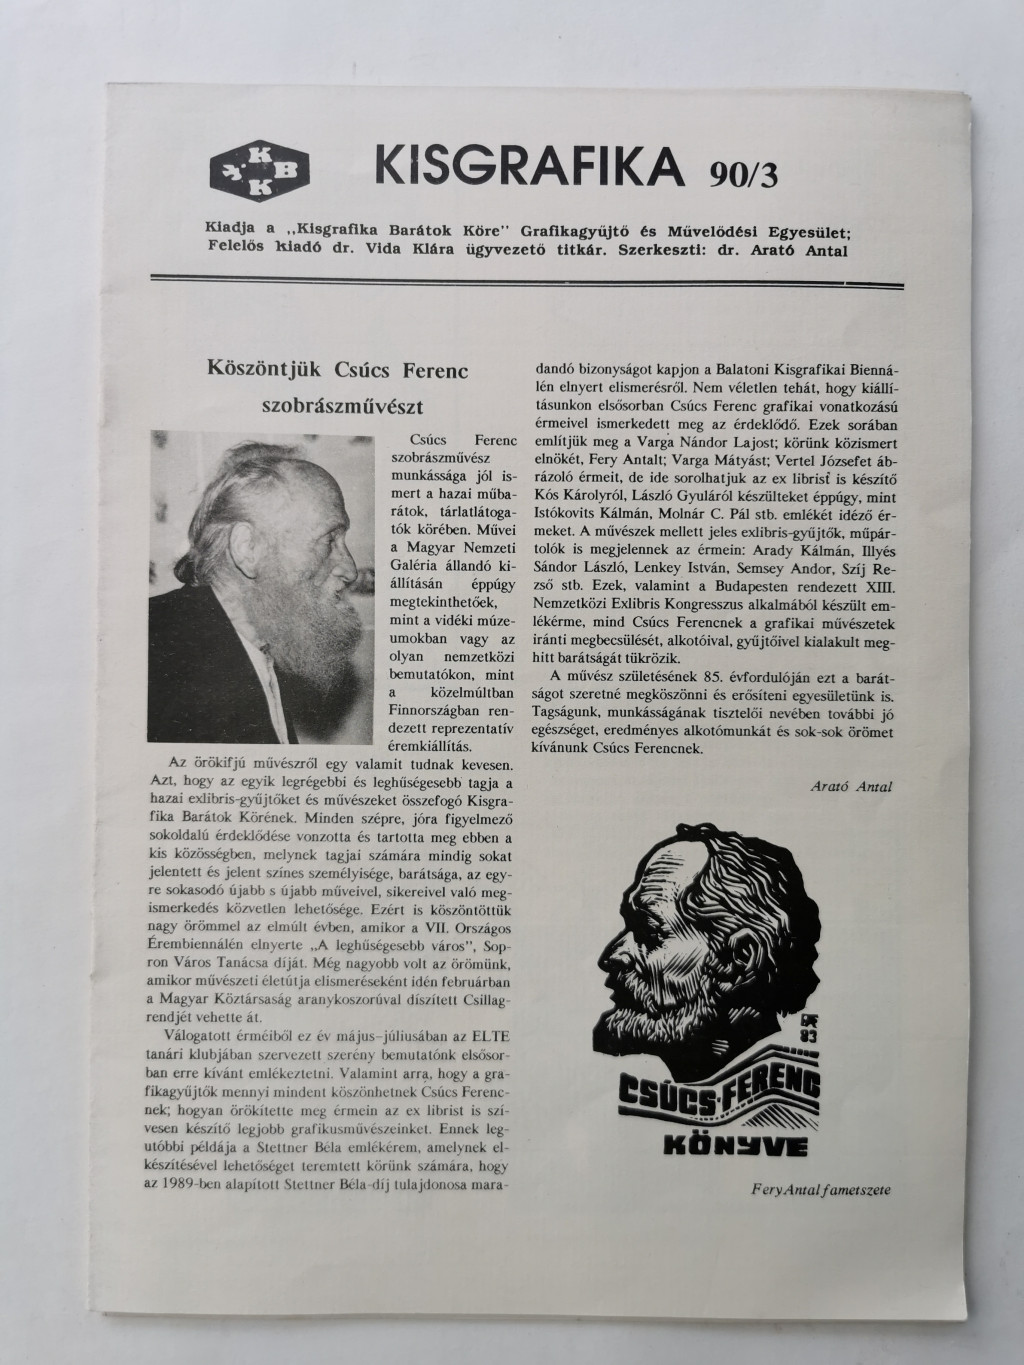 K
K B
K
KISGRAFIKA 90/3
Kiadja a „Kisgrafika Barátok Köre" Grafikagyűjtő és Művelődési Egyesület;
Felelős kiadó dr. Vida Klára ügyvezető titkár. Szerkeszti: dr. Arató Antal
Köszöntjük Csúcs Ferenc
szobrászművészt
Csúcs Ferenc
szobrászművész
munkássága jól is-
mert a hazai műba-
rátok, tárlatlátoga-
tók körében. Művei
a Magyar Nemzeti
Galéria állandó ki-
állításán éppúgy
megtekinthetőek,
mint a vidéki múze-
umokban vagy az
olyan nemzetközi
bemutatókon, mint
a közelmúltban
Finnországban ren-
dezett reprezentatív
éremkiállítás.
Az örökifjú művészről egy valamit tudnak kevesen.
Azt, hogy az egyik legrégebbi és leghűségesebb tagja a
hazai exlibris-gyűjtőket és művészeket összefogó Kisgra-
fika Barátok Körének. Minden szépre, jóra figyelmező
sokoldalú érdeklődése vonzotta és tartotta meg ebben a
kis közösségben, melynek tagjai számára mindig sokat
jelentett és jelent színes személyisége, barátsága, az egy-
re sokasodó újabb s újabb műveivel, sikereivel való meg-
ismerkedés közvetlen lehetősége. Ezért is köszöntöttük
nagy örömmel az elmúlt évben, amikor a VII. Országos
Érembiennálén elnyerte „A leghűségesebb város", Sop-
ron Város Tanácsa díját. Még nagyobb volt az örömünk,
amikor művészeti életútja elismeréseként idén februárban
a Magyar Köztársaság aranykoszorúval díszített Csillag-
rendjét vehette át.
Válogatott érméiből ez év május-júliusában az ELTE
tanári klubjában szervezett szerény bemutatónk elsősor-
ban erre kívánt emlékeztetni. Valamint arra, hogy a gra-
fikagyűjtők mennyi mindent köszönhetnek Csúcs Ferenc-
nek; hogyan örökítette meg érmein az ex librist is szí-
vesen készítő legjobb grafikusművészeinket. Ennek leg-
utóbbi példája a Stettner Béla emlékérem, amelynek el-
készítésével lehetőséget teremtett körünk számára, hogy
az 1989-ben alapított Stettner Béla-díj tulajdonosa mara-
dandó bizonyságot kapjon a Balatoni Kisgrafikai Bienná-
lén elnyert elismerésről. Nem véletlen tehát, hogy kiállí-
tásunkon elsősorban Csúcs Ferenc grafikai vonatkozású
érmeivel ismerkedett meg az érdeklődő. Ezek sorában
említjük meg a Varga Nándor Lajost; körünk közismert
elnökét, Fery Antalt; Varga Mátyást; Vertel Józsefet áb-
rázoló érmeit, de ide sorolhatjuk az ex librist is készítő
Kós Károlyról, László Gyuláról készülteket éppúgy, mint
Istókovits Kálmán, Molnár C. Pál stb. emlékét idéző ér-
meket. A művészek mellett jeles exlibris-gyűjtők, műpár-
tolók is megjelennek az érmein: Arady Kálmán, Illyés
Sándor László, Lenkey István, Semsey Andor, Szíj Re-
zső stb. Ezek, valamint a Budapesten rendezett XIII.
Nemzetközi Exlibris Kongresszus alkalmából készült em-
lékérme, mind Csúcs Ferencnek a grafikai művészetek
iránti megbecsülését, alkotóival, gyűjtőivel kialakult meg-
hitt barátságát tükrözik.
A művész születésének 85. évfordulóján ezt a barát-
ságot szeretné megköszönni és erősíteni egyesületünk is.
Tagságunk, munkásságának tisztelői nevében további jó
egészséget, eredményes alkotómunkát és sok-sok örömet
kívánunk Csúcs Ferencnek.
Arató Antal
83
CSÚCS·FERENC
KÖNYVE
Fery Antal fametszete